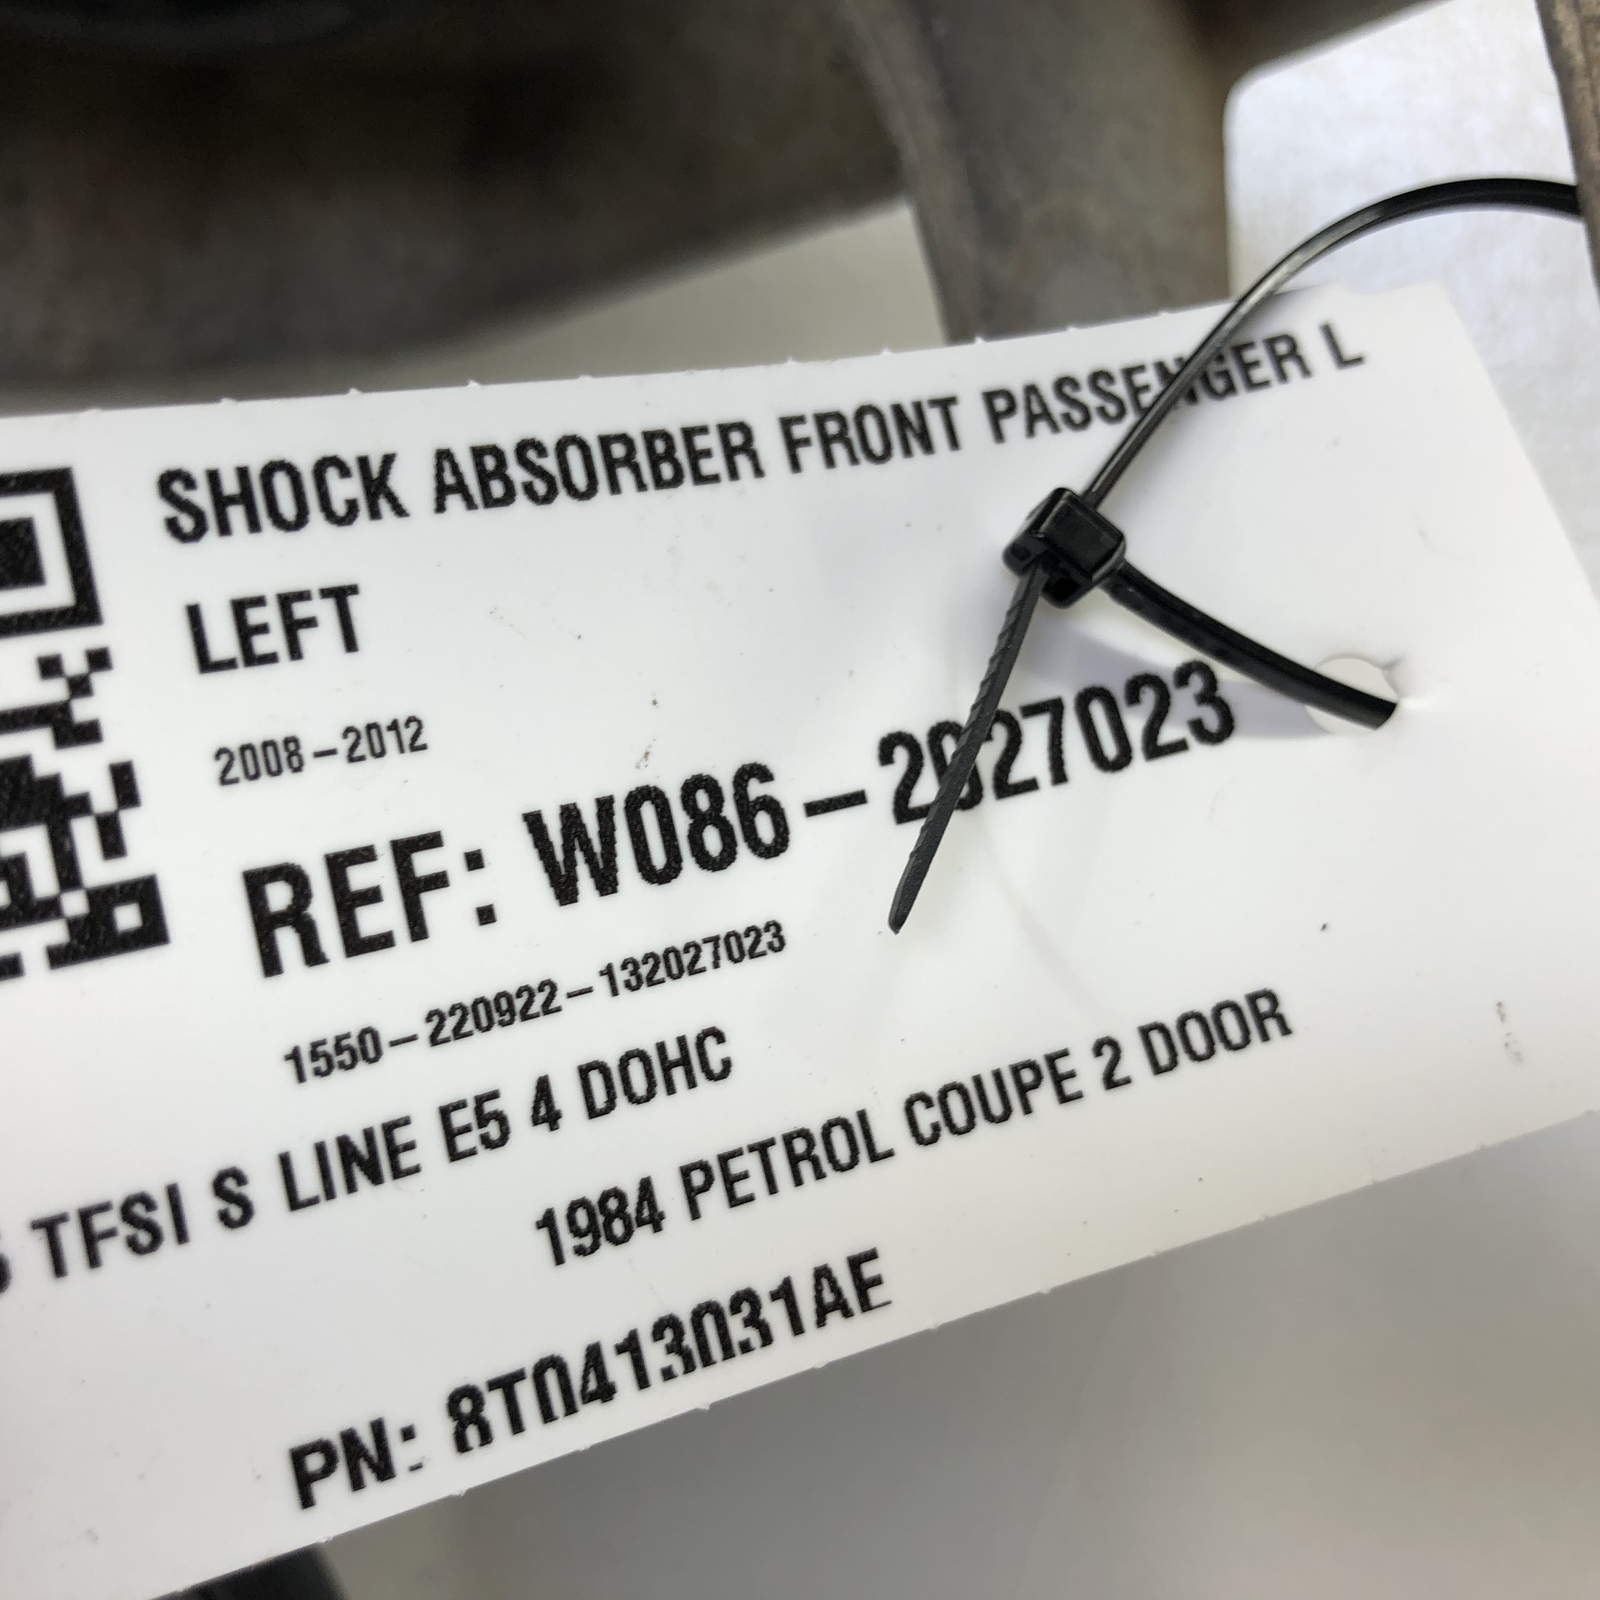 SHOCK ABSORBER FRONT PASSENGER L
LEFT
2008-2012
REF: W086-2027023
1550-220922-132027023
TFSI S LINE E5 4 DOHC
1984 PETROL COUPE 2 DOOR
PN: 8T0413031AE